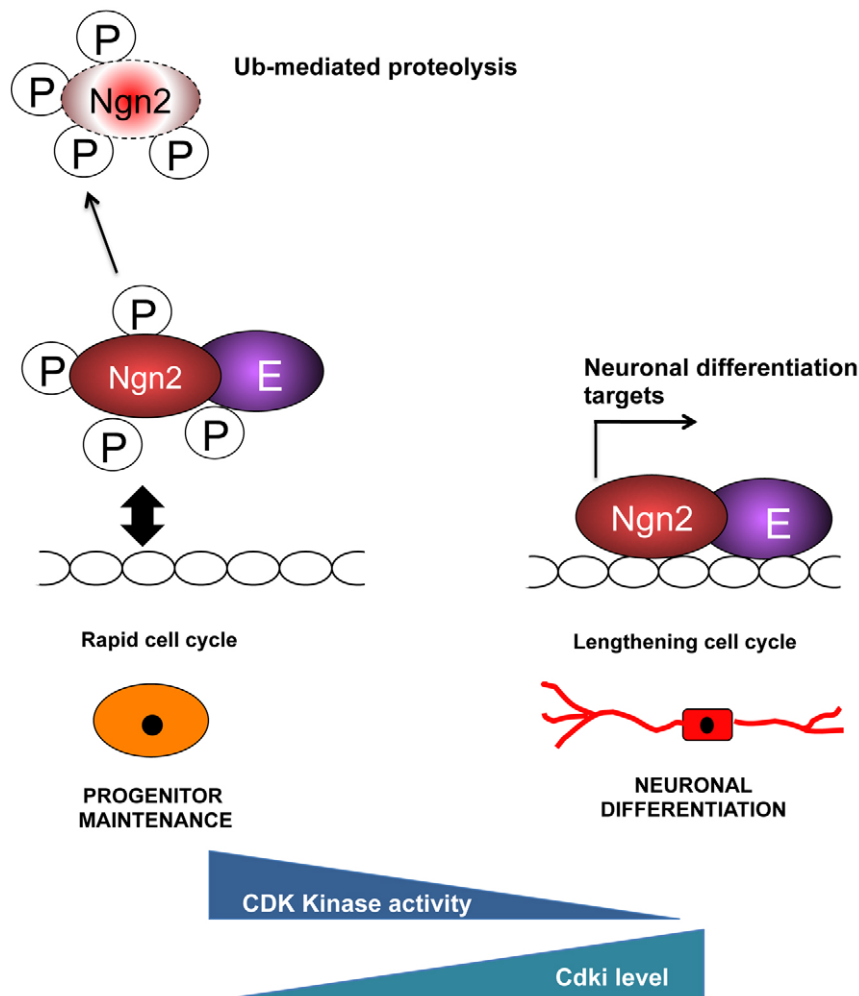 P
P
Ngn2
P
P
Ub-mediated proteolysis
P
P
Ngn2
E
P
P
Neuronal differentiation
targets
Ngn2
E
Rapid cell cycle
Lengthening cell cycle
PROGENITOR
MAINTENANCE
NEURONAL
DIFFERENTIATION
CDK Kinase activity
Cdki level